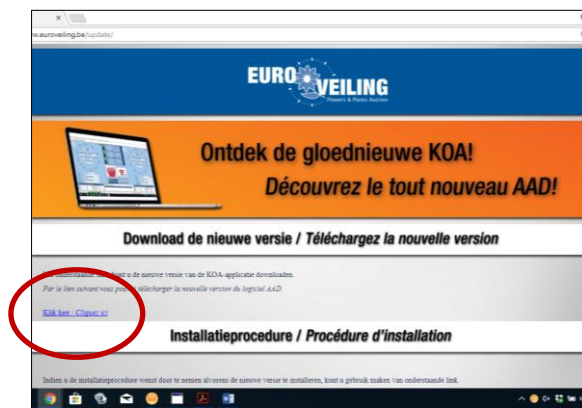 w.euroveiling.be/update/
EURO VEILING
Flowers & Plants Auction
Ontdek de gloednieuwe KOA!
Découvrez le tout nouveau AAD!
Download de nieuwe versie / Téléchargez la nouvelle version
kunt u de nieuwe versie van de KOA-applicatie downloaden.
Par le lien suivant vous pouvez télécharger la nouvelle version du logiciel AAD.
Klik hier / Cliquez ici
Installatieprocedure / Procédure d'installation
Indien u de installatieprocedure wenst door te nemen alvorens de nieuwe versie te installeren, kunt u gebruik maken van onderstaande link.